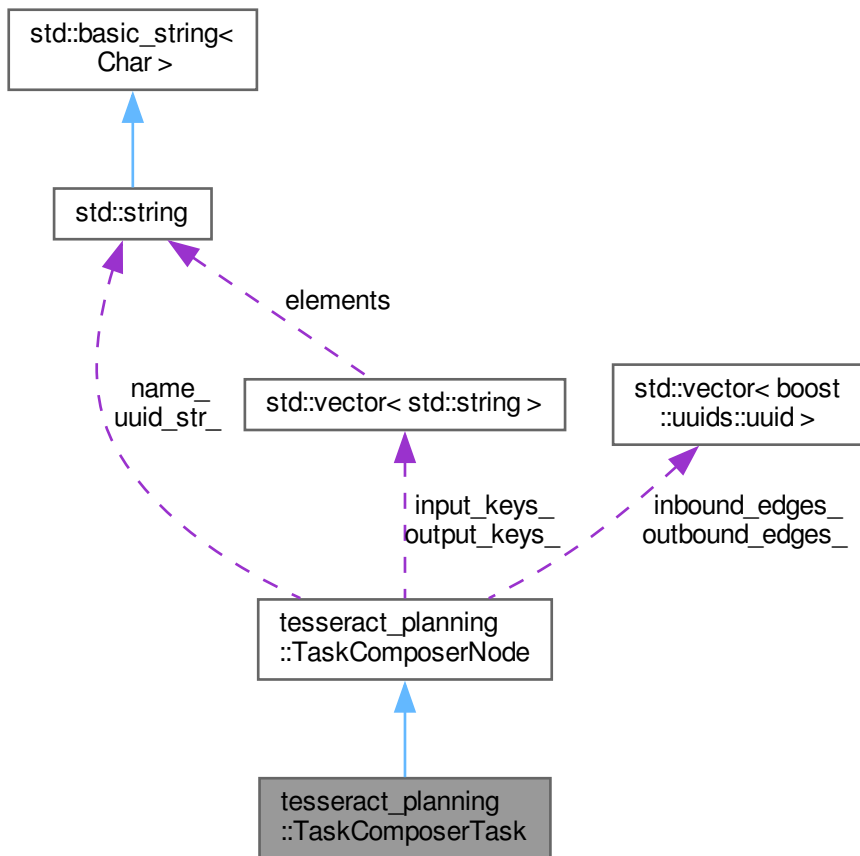 std::basic_string<
Char >
std::string
elements
name_
uuid_str_
std::vector< std::string >
std::vector< boost
::uuids::uuid >
input_keys_
output_keys_
inbound_edges_
outbound_edges_
tesseract_planning
::TaskComposerNode
tesseract_planning
::TaskComposerTask